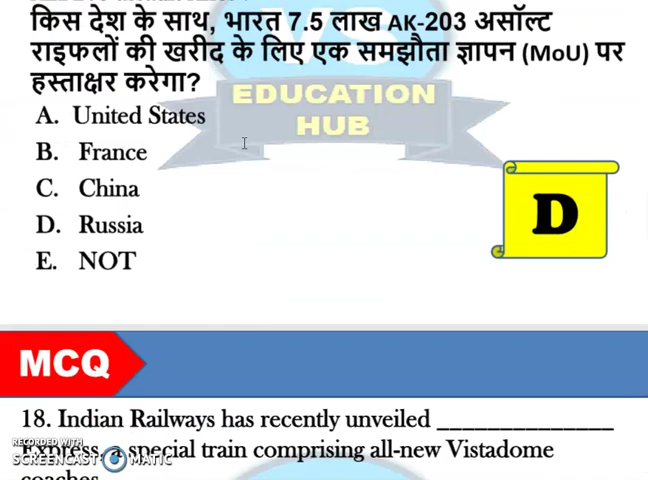 किस देश के साथ, भारत 7.5 लाख AK-203 असॉल्ट
राइफलों की खरीद के लिए एक समझौता ज्ञापन (MoU) पर
हस्ताक्षर करेगा?
EDUCATION
HUB
A. United States
B. France
C. China
D. Russia
E. NOT
D
MCQ
18. Indian Railways has recently unveiled ______________
Express, a special train comprising all-new Vistadome
coaches
RECORDED WITH
SCREENCAST MATIC